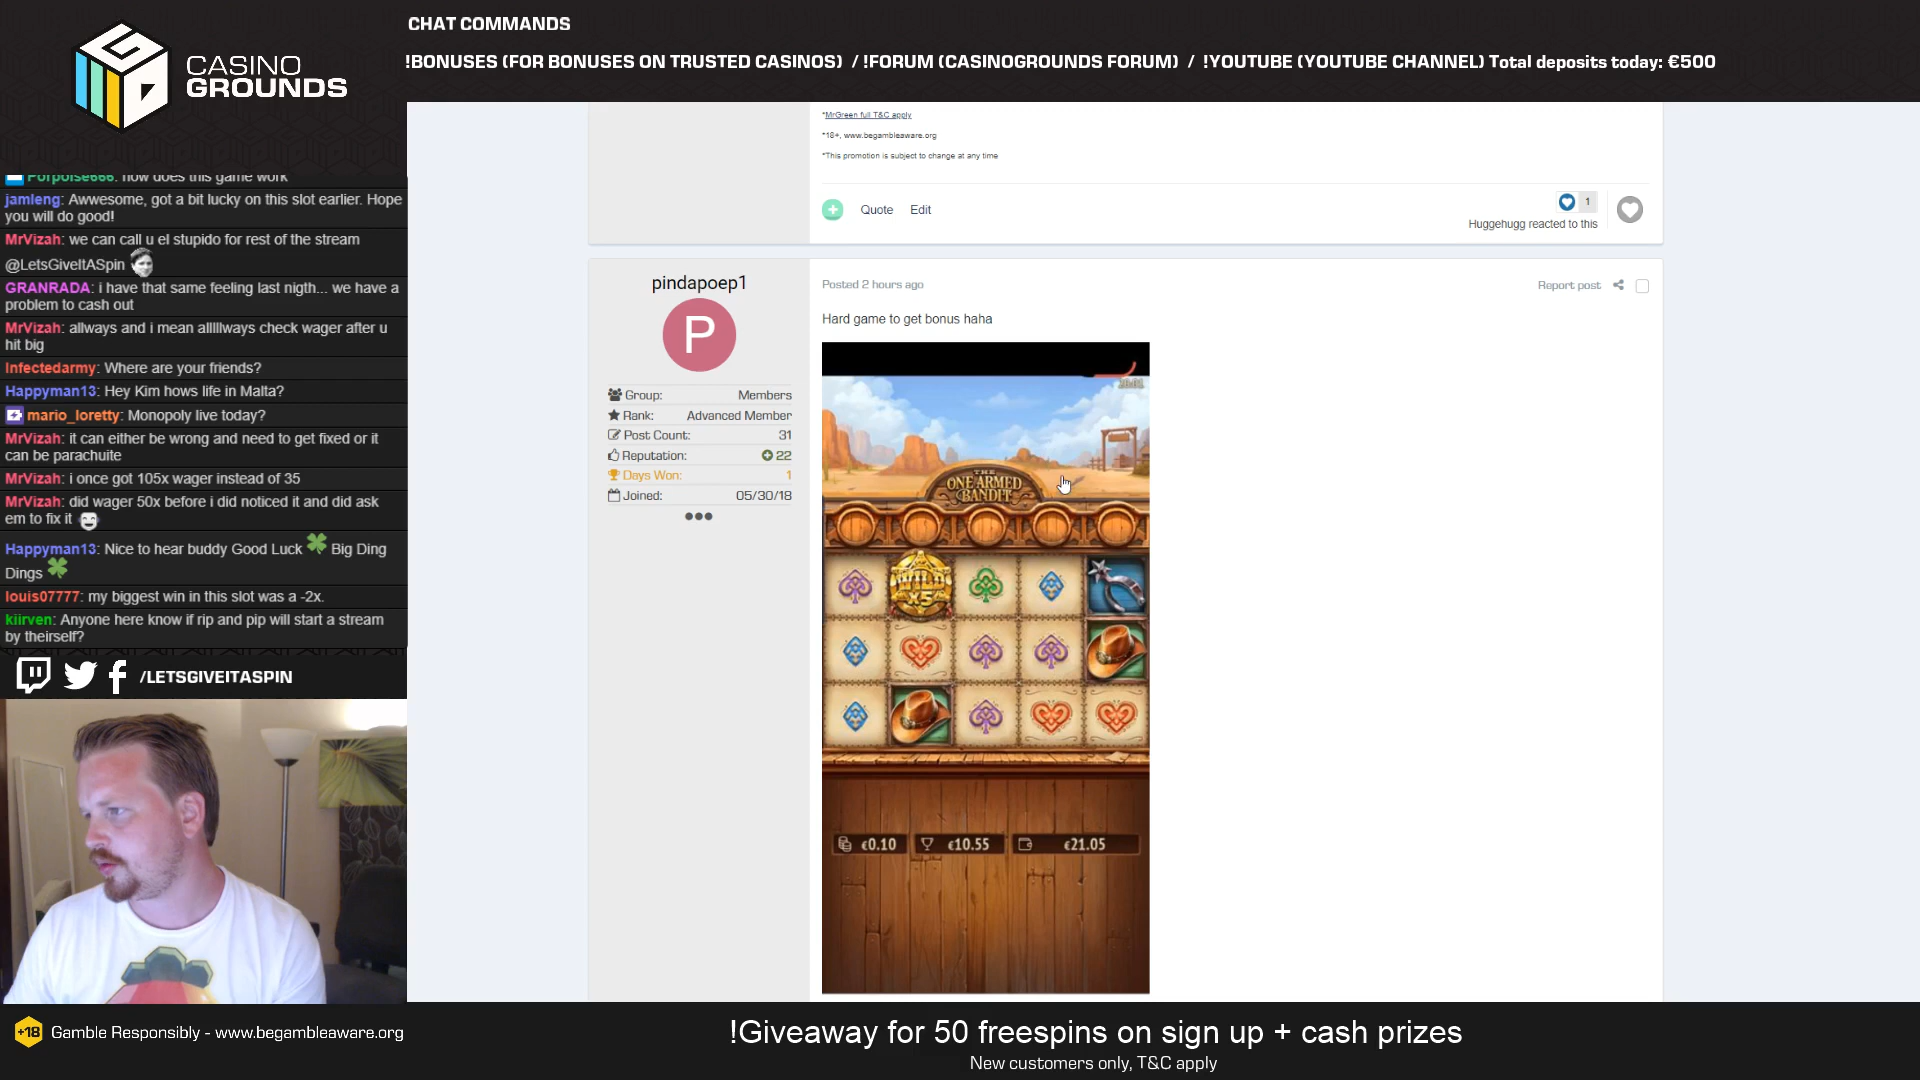 CASINO
GROUNDS
CHAT COMMANDS
!BONUSES (FOR BONUSES ON TRUSTED CASINOS) / !FORUM (CASINOGROUNDS FORUM) / !YOUTUBE (YOUTUBE CHANNEL) Total deposits today: €500
Porpoise666: how does this game work
jamleng: Awwesome, got a bit lucky on this slot earlier. Hope
you will do good!
MrVizah: we can call u el stupido for rest of the stream
@LetsGiveItASpin
GRANRADA: i have that same feeling last nigth... we have a
problem to cash out
MrVizah: allways and i mean alllllways check wager after u
hit big
Infectedarmy: Where are your friends?
Happyman13: Hey Kim hows life in Malta?
mario_loretty: Monopoly live today?
MrVizah: it can either be wrong and need to get fixed or it
can be parachuite
MrVizah: i once got 105x wager instead of 35
MrVizah: did wager 50x before i did noticed it and did ask
em to fix it
Happyman13: Nice to hear buddy Good Luck Big Ding
Dings
louis07777: my biggest win in this slot was a -2x.
kiirven: Anyone here know if rip and pip will start a stream
by theirself?
/LETSGIVEITASPIN
*MrGreen full T&C apply
*18+, www.begambleaware.org
*This promotion is subject to change at any time
Quote Edit
1
Huggehugg reacted to this
pindapoep1
P
Group: Members
Rank: Advanced Member
Post Count: 31
Reputation: 22
Days Won: 1
Joined: 05/30/18
Posted 2 hours ago
Report post
Hard game to get bonus haha
THE
ONE ARMED
BANDIT
WILD
X5
€0.10 €10.55 €21.05
+18 Gamble Responsibly - www.begambleaware.org
!Giveaway for 50 freespins on sign up + cash prizes
New customers only, T&C apply